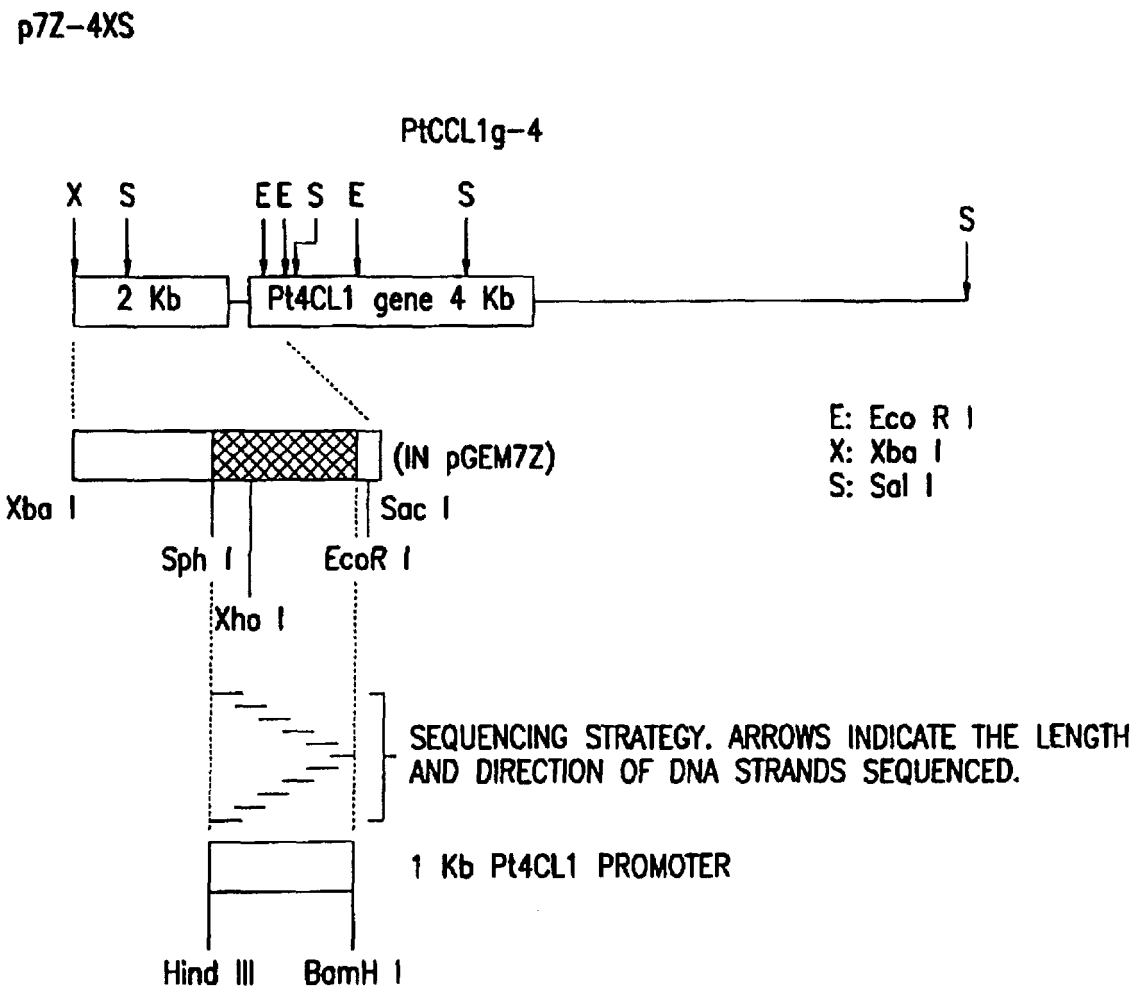 p7Z-4XS
PtCCL1g-4
X S E E S E S S
2 Kb Pt4CL1 gene 4 Kb
E: Eco R I
X: Xba I
S: Sal I
(IN pGEM7Z)
Xba I Sac I
Sph I EcoR I
Xho I
SEQUENCING STRATEGY. ARROWS INDICATE THE LENGTH
AND DIRECTION OF DNA STRANDS SEQUENCED.
1 Kb Pt4CL1 PROMOTER
Hind III BamH I